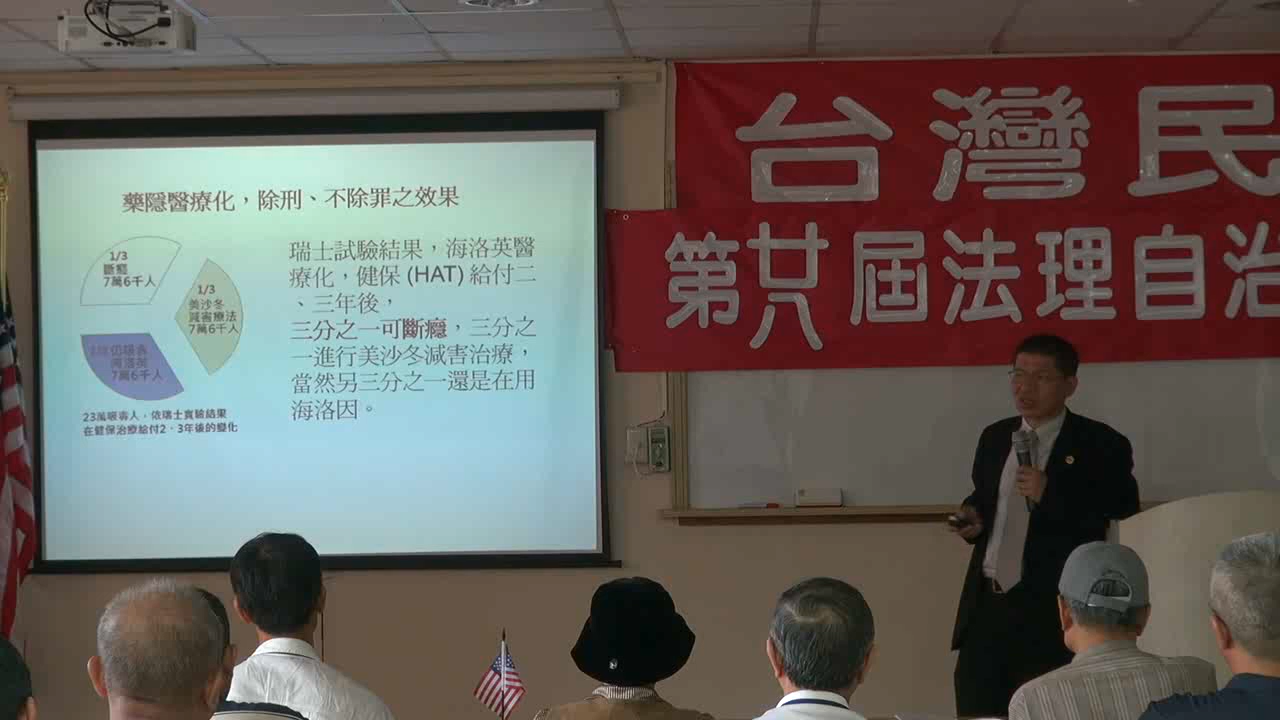 藥隱醫療化，除刑、不除罪之效果
1/3
斷癮
7萬6千人
1/3
美沙冬
減害療法
7萬6千人
仍吸毒
海洛英
7萬6千人
23萬吸毒人，依瑞士實驗結果
在健保治療給付2、3年後的變化
瑞士試驗結果，海洛英醫
療化，健保 (HAT) 給付二
、三年後，
三分之一可斷癮，三分之
一進行美沙冬減害治療，
當然另三分之一還是在用
海洛因。
台灣民
第廿八屆法理自治